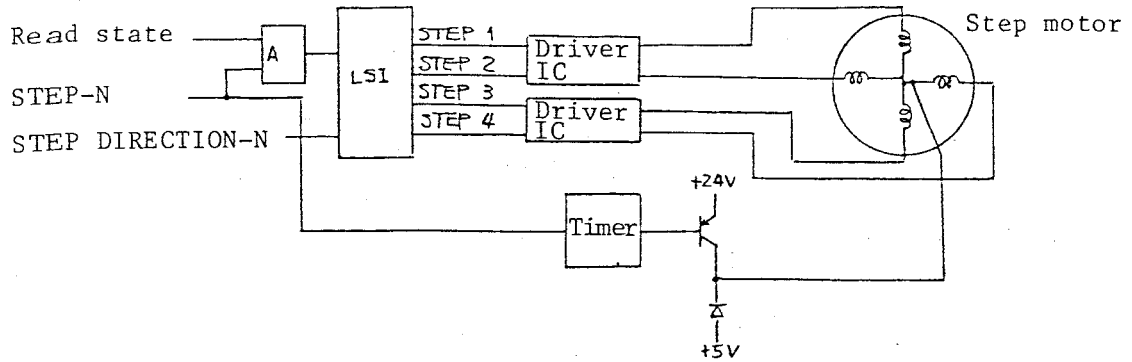 Read state
A
STEP-N
STEP DIRECTION-N
LSI
STEP 1
STEP 2
STEP 3
STEP 4
Driver
IC
Driver
IC
Step motor
+24V
Timer
+5V